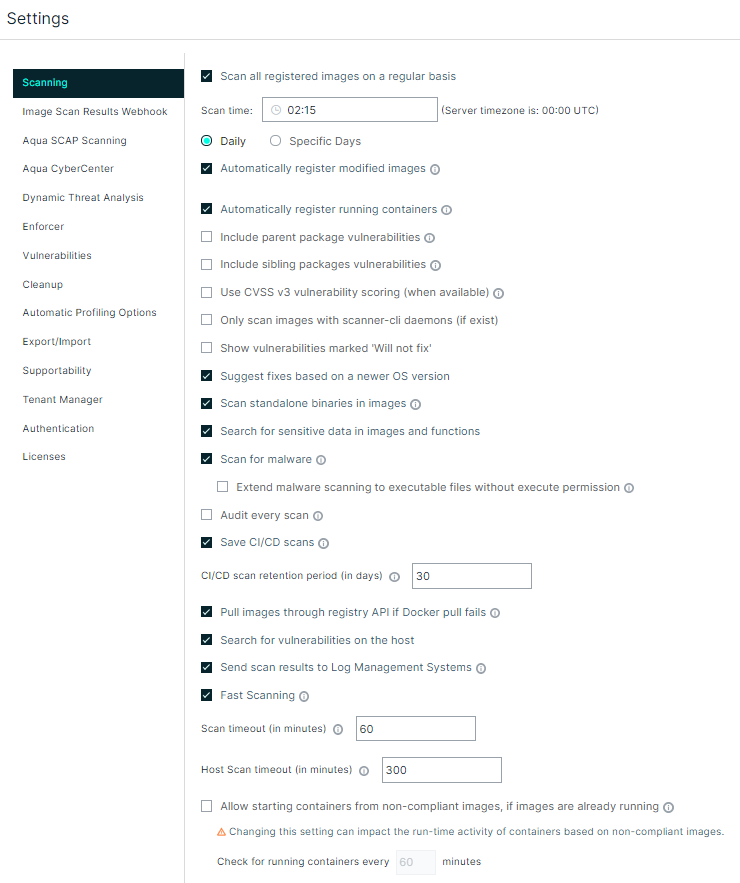 Settings
Scanning
Image Scan Results Webhook
Aqua SCAP Scanning
Aqua CyberCenter
Dynamic Threat Analysis
Enforcer
Vulnerabilities
Cleanup
Automatic Profiling Options
Export/Import
Supportability
Tenant Manager
Authentication
Licenses
Scan all registered images on a regular basis
Scan time: 02:15 (Server timezone is: 00:00 UTC)
Daily Specific Days
Automatically register modified images
Automatically register running containers
Include parent package vulnerabilities
Include sibling packages vulnerabilities
Use CVSS v3 vulnerability scoring (when available)
Only scan images with scanner-cli daemons (if exist)
Show vulnerabilities marked 'Will not fix'
Suggest fixes based on a newer OS version
Scan standalone binaries in images
Search for sensitive data in images and functions
Scan for malware
Extend malware scanning to executable files without execute permission
Audit every scan
Save CI/CD scans
CI/CD scan retention period (in days) 30
Pull images through registry API if Docker pull fails
Search for vulnerabilities on the host
Send scan results to Log Management Systems
Fast Scanning
Scan timeout (in minutes) 60
Host Scan timeout (in minutes) 300
Allow starting containers from non-compliant images, if images are already running
Changing this setting can impact the run-time activity of containers based on non-compliant images.
Check for running containers every 60 minutes